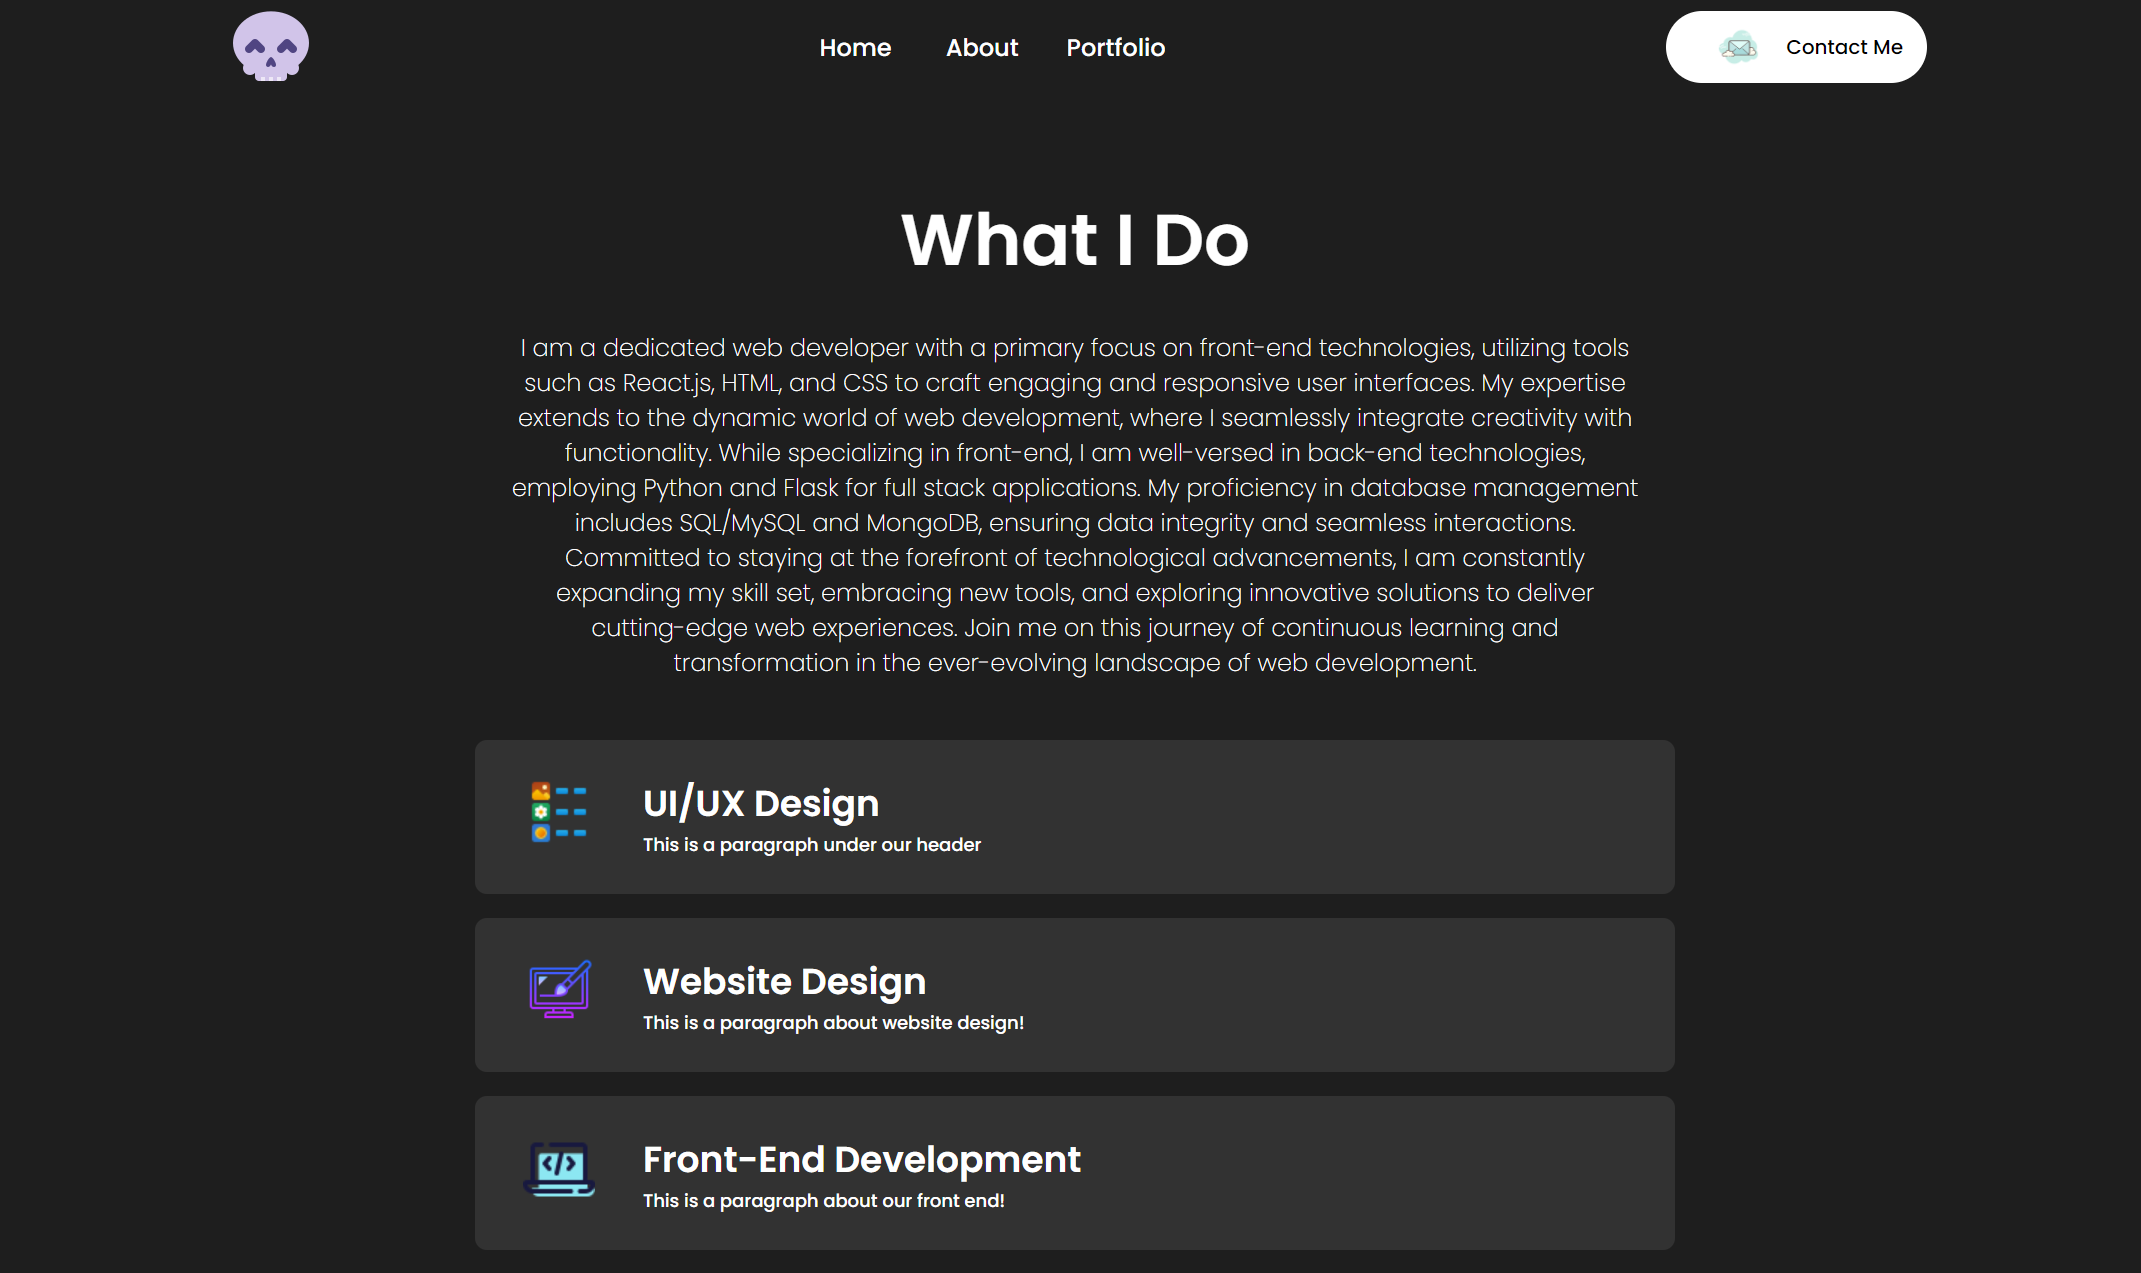 Home About Portfolio Contact Me
What I Do
I am a dedicated web developer with a primary focus on front-end technologies, utilizing tools
such as React.js, HTML, and CSS to craft engaging and responsive user interfaces. My expertise
extends to the dynamic world of web development, where I seamlessly integrate creativity with
functionality. While specializing in front-end, I am well-versed in back-end technologies,
employing Python and Flask for full stack applications. My proficiency in database management
includes SQL/MySQL and MongoDB, ensuring data integrity and seamless interactions.
Committed to staying at the forefront of technological advancements, I am constantly
expanding my skill set, embracing new tools, and exploring innovative solutions to deliver
cutting-edge web experiences. Join me on this journey of continuous learning and
transformation in the ever-evolving landscape of web development.
UI/UX Design
This is a paragraph under our header
Website Design
This is a paragraph about website design!
</>
Front-End Development
This is a paragraph about our front end!